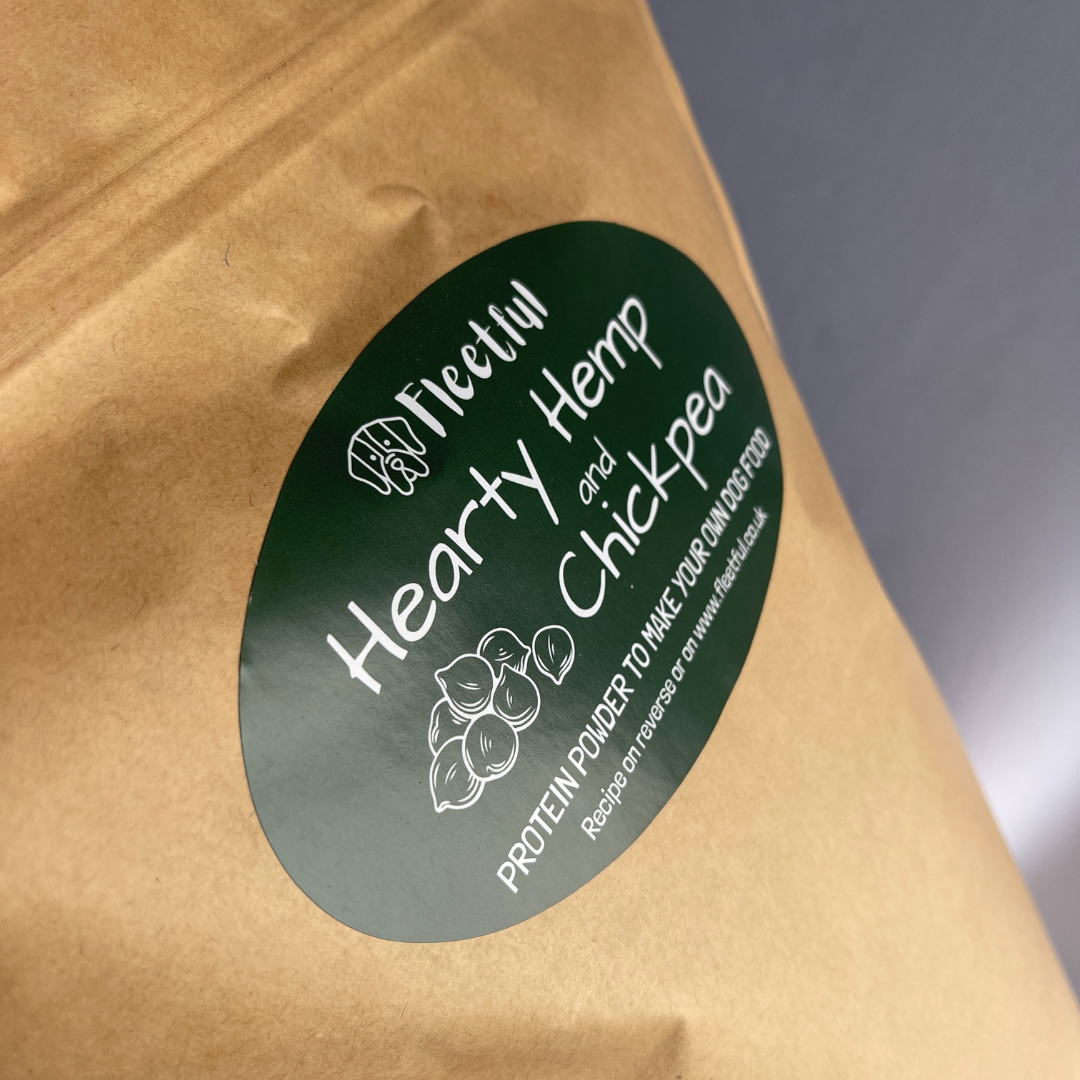 Fleetful
Hearty Hemp
and
Chickpea
PROTEIN POWDER TO MAKE YOUR OWN DOG FOOD
Recipe on reverse or on www.fleetful.co.uk